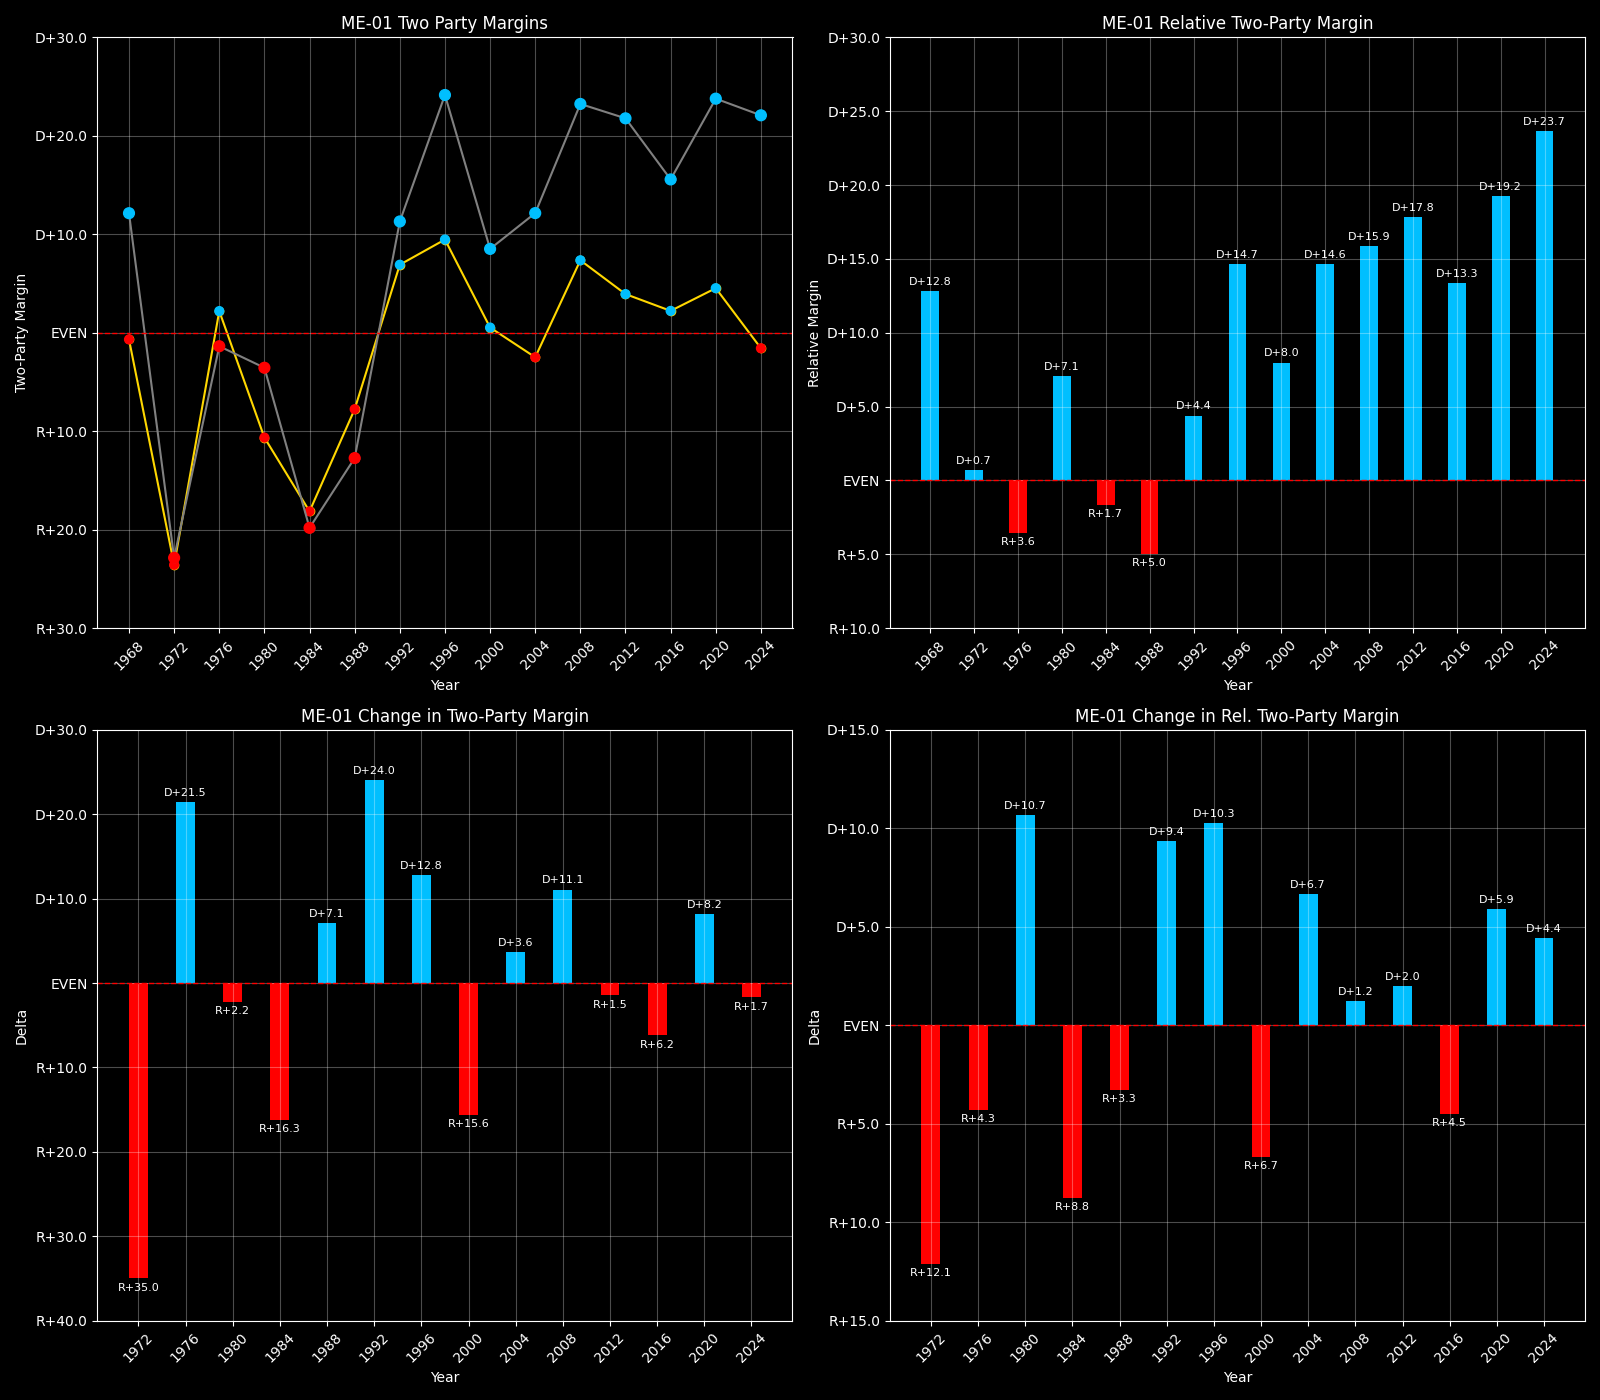 ME-01 Two Party Margins
D+30.0
D+20.0
D+10.0
EVEN
R+10.0
R+20.0
R+30.0
Two-Party Margin
1968 1972 1976 1980 1984 1988 1992 1996 2000 2004 2008 2012 2016 2020 2024
Year
ME-01 Relative Two-Party Margin
D+30.0
D+25.0
D+20.0
D+15.0
D+10.0
D+5.0
EVEN
R+5.0
R+10.0
Relative Margin
D+12.8
D+0.7
R+3.6
D+7.1
R+1.7
R+5.0
D+4.4
D+14.7
D+8.0
D+14.6
D+15.9
D+17.8
D+13.3
D+19.2
D+23.7
1968 1972 1976 1980 1984 1988 1992 1996 2000 2004 2008 2012 2016 2020 2024
Year
ME-01 Change in Two-Party Margin
D+30.0
D+20.0
D+10.0
EVEN
R+10.0
R+20.0
R+30.0
R+40.0
Delta
R+35.0
D+21.5
R+2.2
R+16.3
D+7.1
D+24.0
D+12.8
R+15.6
D+3.6
D+11.1
R+1.5
R+6.2
D+8.2
R+1.7
1972 1976 1980 1984 1988 1992 1996 2000 2004 2008 2012 2016 2020 2024
Year
ME-01 Change in Rel. Two-Party Margin
D+15.0
D+10.0
D+5.0
EVEN
R+5.0
R+10.0
R+15.0
Delta
R+12.1
R+4.3
D+10.7
R+8.8
R+3.3
D+9.4
D+10.3
R+6.7
D+6.7
D+1.2
D+2.0
R+4.5
D+5.9
D+4.4
1972 1976 1980 1984 1988 1992 1996 2000 2004 2008 2012 2016 2020 2024
Year